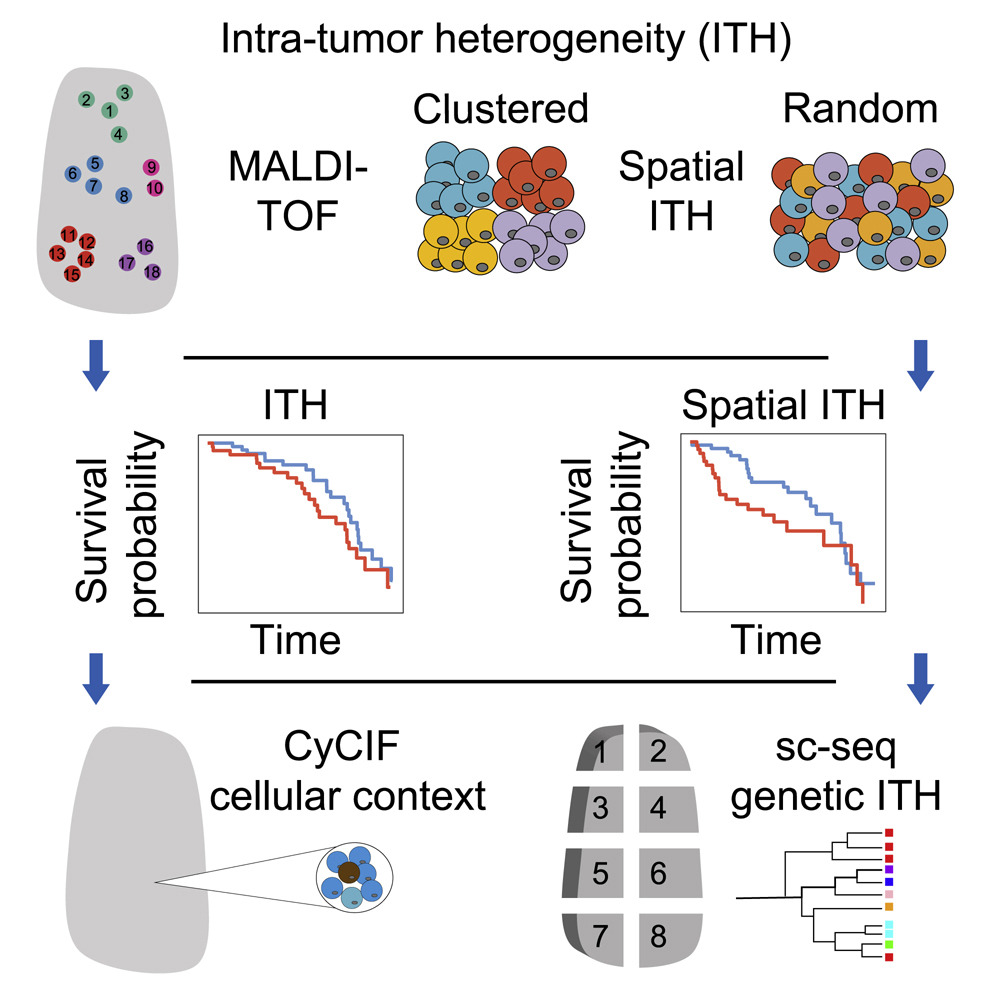 Intra-tumor heterogeneity (ITH)
2
3
1
4
5
6
7
8
9
10
11
12
13
14
15
16
17
18
MALDI-
TOF
Clustered
Spatial
ITH
Random
ITH
Survival
probability
Time
Spatial ITH
Survival
probability
Time
CyCIF
cellular context
1
2
3
4
5
6
7
8
sc-seq
genetic ITH